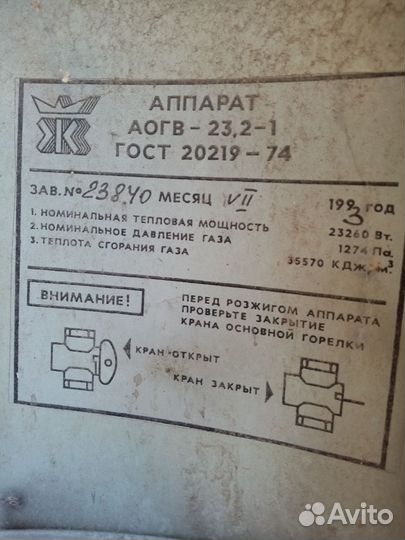 АППАРАТ
АОГВ - 23,2-1
ГОСТ 20219 - 74
ЗАВ. № 23840 МЕСЯЦ VII 1993 ГОД
1. НОМИНАЛЬНАЯ ТЕПЛОВАЯ МОЩНОСТЬ 23260 Вт.
2. НОМИНАЛЬНОЕ ДАВЛЕНИЕ ГАЗА 1274 Па.
3. ТЕПЛОТА СГОРАНИЯ ГАЗА 35570 КДж/м³
ВНИМАНИЕ!
ПЕРЕД РОЗЖИГОМ АППАРАТА
ПРОВЕРЬТЕ ЗАКРЫТИЕ
КРАНА ОСНОВНОЙ ГОРЕЛКИ
КРАН ОТКРЫТ
КРАН ЗАКРЫТ
Avito